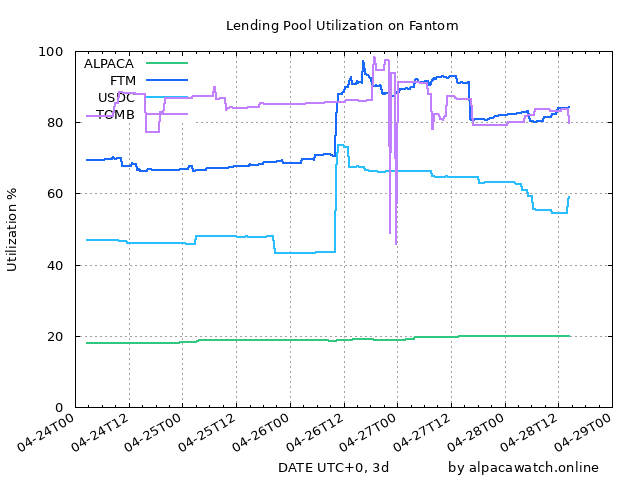 Lending Pool Utilization on Fantom
100
80
60
40
20
0
Utilization %
ALPACA
FTM
USDC
TOMB
04-24T00
04-24T12
04-25T00
04-25T12
04-26T00
04-26T12
04-27T00
04-27T12
04-28T00
04-28T12
04-29T00
DATE UTC+0, 3d
by alpacawatch.online